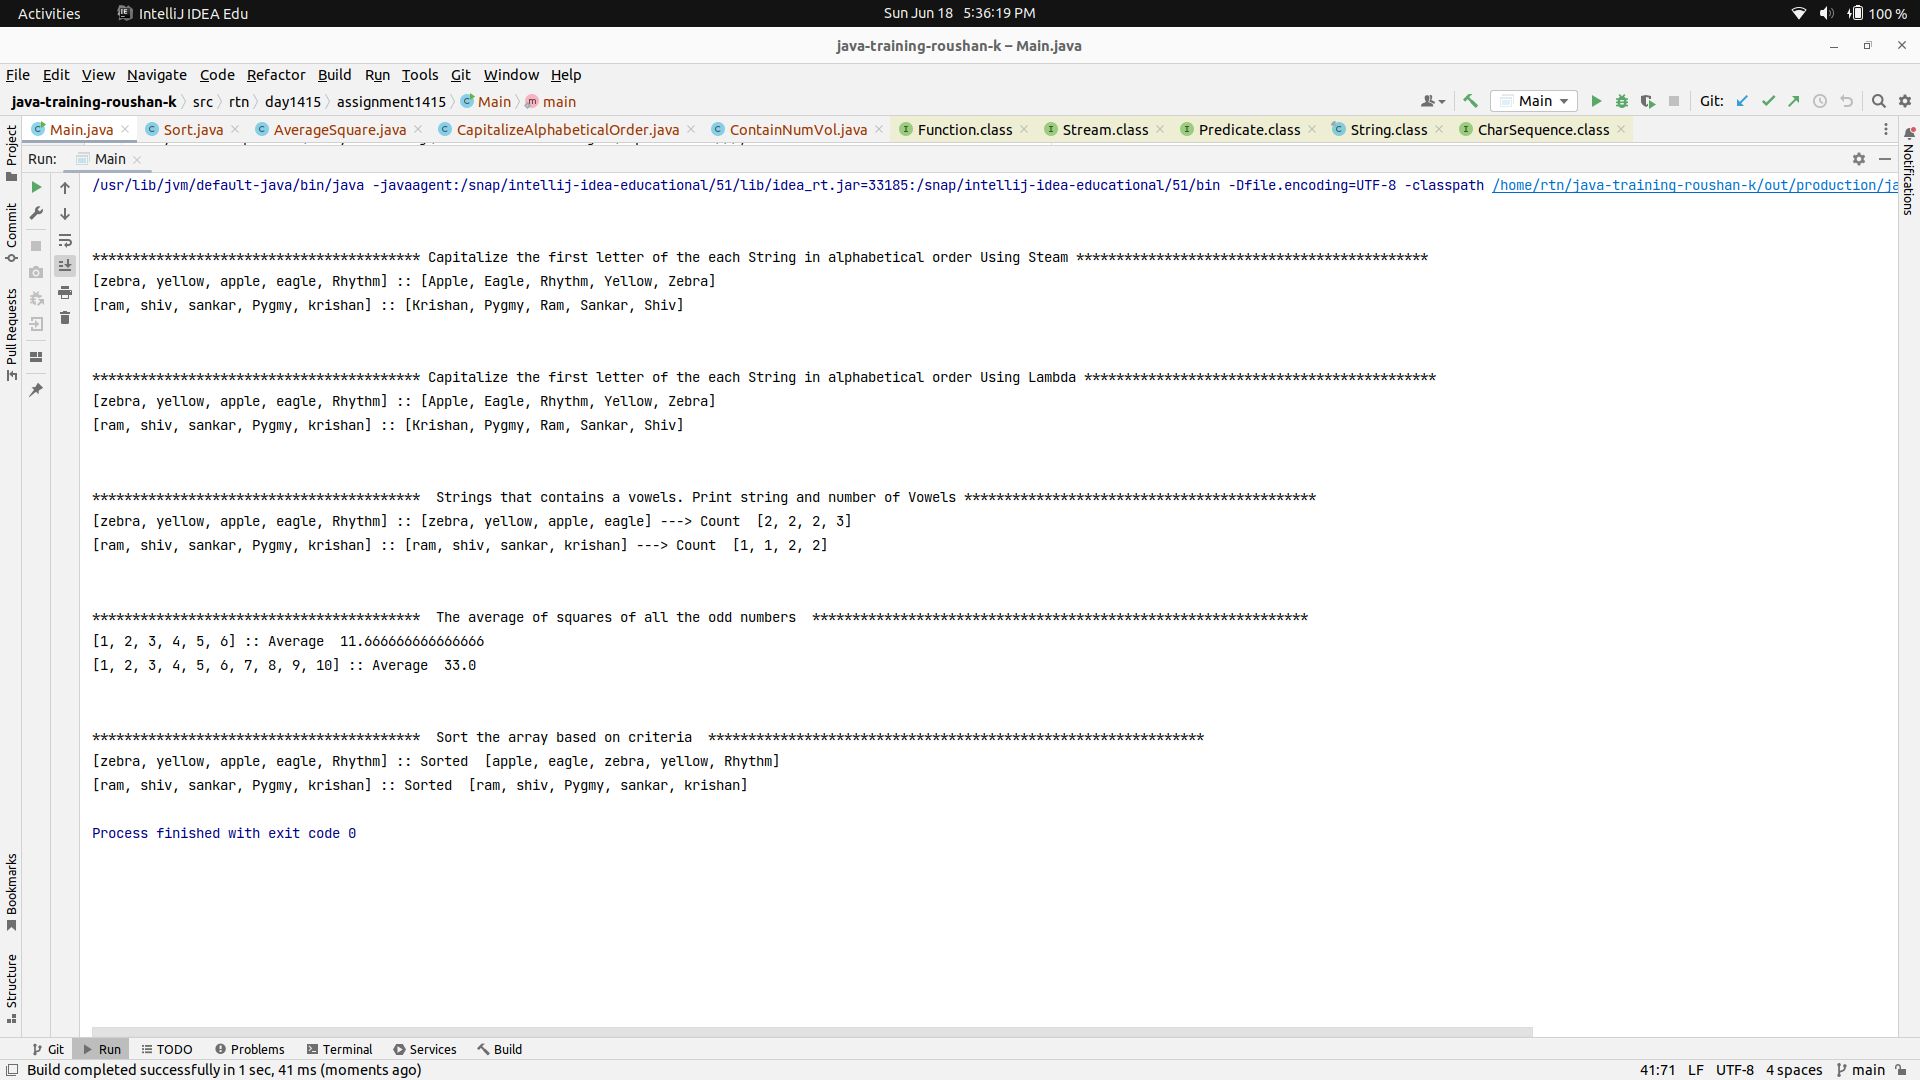 Activities IntelliJ IDEA Edu Sun Jun 18 5:36:19 PM 100 %
java-training-roushan-k – Main.java
File Edit View Navigate Code Refactor Build Run Tools Git Window Help
java-training-roushan-k src rtn day1415 assignment1415 Main main Main Git:
Main.java Sort.java AverageSquare.java CapitalizeAlphabeticalOrder.java ContainNumVol.java Function.class Stream.class Predicate.class String.class CharSequence.class
Run: Main
Project
Commit
Pull Requests
Bookmarks
Structure
Notifications
/usr/lib/jvm/default-java/bin/java -javaagent:/snap/intellij-idea-educational/51/lib/idea_rt.jar=33185:/snap/intellij-idea-educational/51/bin -Dfile.encoding=UTF-8 -classpath /home/rtn/java-training-roushan-k/out/production/ja
***************************************** Capitalize the first letter of the each String in alphabetical order Using Steam ********************************************
[zebra, yellow, apple, eagle, Rhythm] :: [Apple, Eagle, Rhythm, Yellow, Zebra]
[ram, shiv, sankar, Pygmy, krishan] :: [Krishan, Pygmy, Ram, Sankar, Shiv]
***************************************** Capitalize the first letter of the each String in alphabetical order Using Lambda ********************************************
[zebra, yellow, apple, eagle, Rhythm] :: [Apple, Eagle, Rhythm, Yellow, Zebra]
[ram, shiv, sankar, Pygmy, krishan] :: [Krishan, Pygmy, Ram, Sankar, Shiv]
*****************************************  Strings that contains a vowels. Print string and number of Vowels ********************************************
[zebra, yellow, apple, eagle, Rhythm] :: [zebra, yellow, apple, eagle] ---> Count  [2, 2, 2, 3]
[ram, shiv, sankar, Pygmy, krishan] :: [ram, shiv, sankar, krishan] ---> Count  [1, 1, 2, 2]
*****************************************  The average of squares of all the odd numbers  **************************************************************
[1, 2, 3, 4, 5, 6] :: Average  11.666666666666666
[1, 2, 3, 4, 5, 6, 7, 8, 9, 10] :: Average  33.0
*****************************************  Sort the array based on criteria  **************************************************************
[zebra, yellow, apple, eagle, Rhythm] :: Sorted  [apple, eagle, zebra, yellow, Rhythm]
[ram, shiv, sankar, Pygmy, krishan] :: Sorted  [ram, shiv, Pygmy, sankar, krishan]
Process finished with exit code 0
Git Run TODO Problems Terminal Services Build
Build completed successfully in 1 sec, 41 ms (moments ago) 41:71 LF UTF-8 4 spaces main